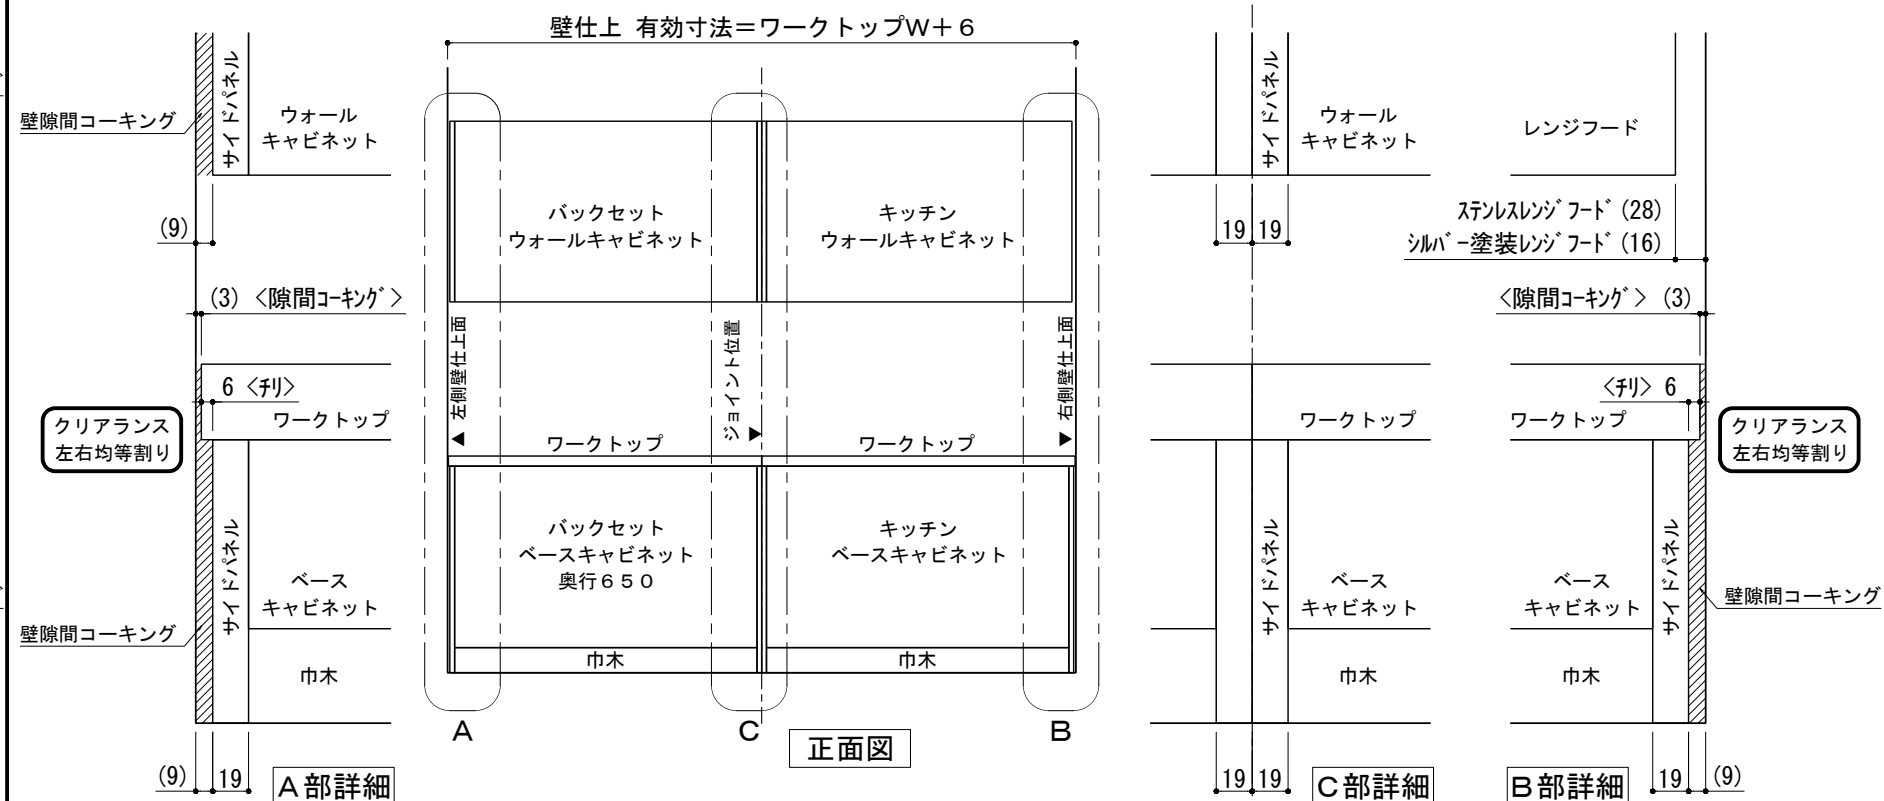 壁仕上 有効寸法＝ワークトップW＋６
サイドパネル
ウォール
キャビネット
壁隙間コーキング
(9)
(3) 〈隙間コーキング〉
6 〈チリ〉
ワークトップ
クリアランス
左右均等割り
サイドパネル
ベース
キャビネット
壁隙間コーキング
巾木
(9)
19
A部詳細
バックセット
ウォールキャビネット
キッチン
ウォールキャビネット
左側壁仕上面
ジョイント位置
右側壁仕上面
ワークトップ
ワークトップ
バックセット
ベースキャビネット
奥行６５０
キッチン
ベースキャビネット
巾木
巾木
A
C
B
正面図
サイドパネル
ウォール
キャビネット
19
19
ワークトップ
サイドパネル
ベース
キャビネット
巾木
19
19
C部詳細
レンジフード
ステンレスレンジフード (28)
シルバー塗装レンジフード (16)
〈隙間コーキング〉 (3)
〈チリ〉 6
ワークトップ
クリアランス
左右均等割り
サイドパネル
ベース
キャビネット
壁隙間コーキング
巾木
19
(9)
B部詳細